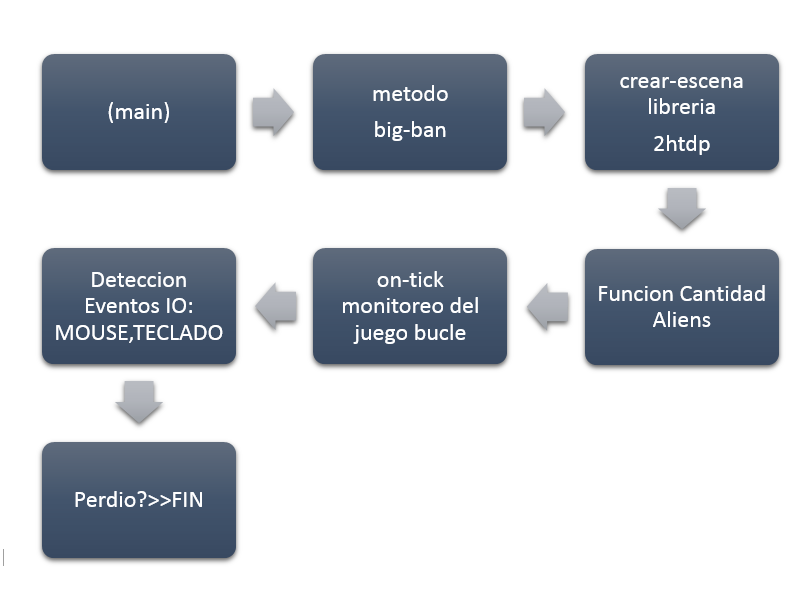 (main)
metodo
big-ban
crear-escena
libreria
2htdp
Funcion Cantidad
Aliens
on-tick
monitoreo del
juego bucle
Deteccion
Eventos IO:
MOUSE,TECLADO
Perdio?>>FIN